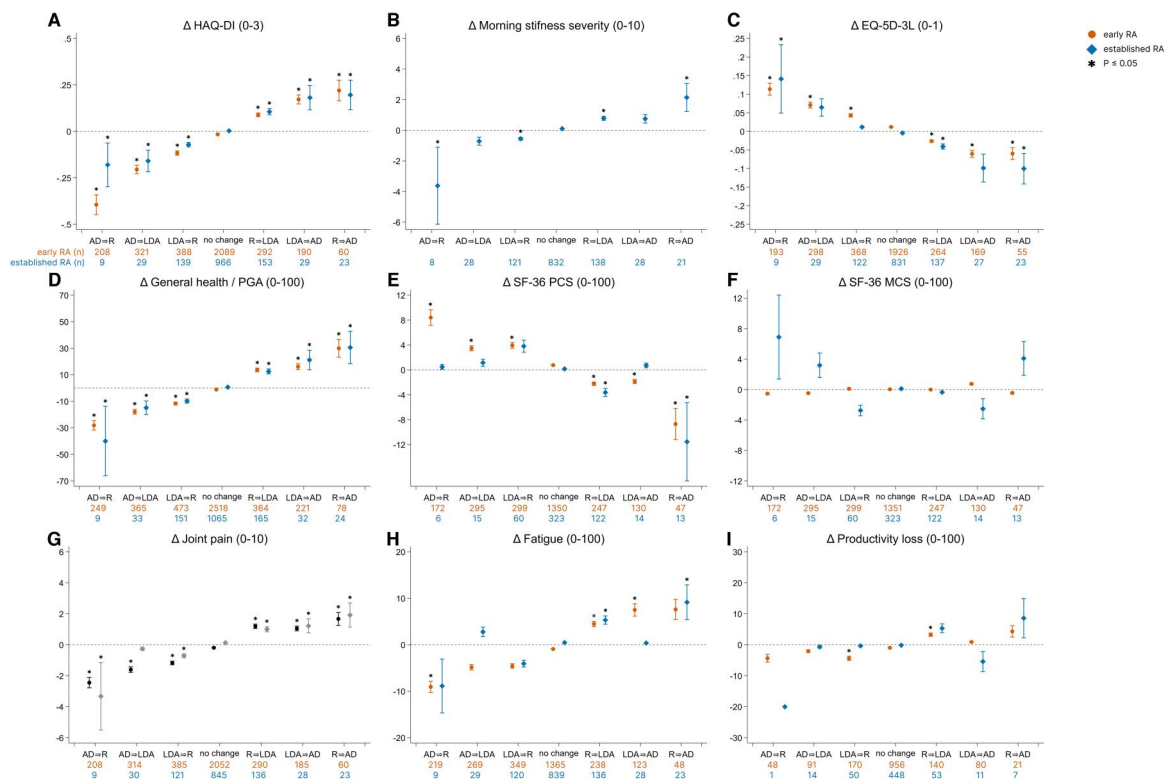 A
Δ HAQ-DI (0-3)
.5
.25
0
-.25
-.5
AD⇒R AD⇒LDA LDA⇒R no change R⇒LDA LDA⇒AD R⇒AD
early RA (n) 208 321 388 2089 292 190 60
established RA (n) 9 29 139 966 153 29 23
B
Δ Morning stifness severity (0-10)
6
4
2
0
-2
-4
-6
AD⇒R AD⇒LDA LDA⇒R no change R⇒LDA LDA⇒AD R⇒AD
8 28 121 832 138 28 21
C
Δ EQ-5D-3L (0-1)
.25
.2
.15
.1
.05
0
-.05
-.1
-.15
-.2
-.25
AD⇒R AD⇒LDA LDA⇒R no change R⇒LDA LDA⇒AD R⇒AD
193 298 368 1926 264 169 55
9 29 122 831 137 27 23
early RA
established RA
* P ≤ 0.05
D
Δ General health / PGA (0-100)
70
50
30
10
-10
-30
-50
-70
AD⇒R AD⇒LDA LDA⇒R no change R⇒LDA LDA⇒AD R⇒AD
249 365 473 2518 364 221 78
9 33 151 1065 165 32 24
E
Δ SF-36 PCS (0-100)
12
8
4
0
-4
-8
-12
AD⇒R AD⇒LDA LDA⇒R no change R⇒LDA LDA⇒AD R⇒AD
172 295 299 1350 247 130 47
6 15 60 323 122 14 13
F
Δ SF-36 MCS (0-100)
12
8
4
0
-4
-8
-12
AD⇒R AD⇒LDA LDA⇒R no change R⇒LDA LDA⇒AD R⇒AD
172 295 299 1351 247 130 47
6 15 60 323 122 14 13
G
Δ Joint pain (0-10)
6
4
2
0
-2
-4
-6
AD⇒R AD⇒LDA LDA⇒R no change R⇒LDA LDA⇒AD R⇒AD
208 314 385 2052 290 185 60
9 30 121 845 136 28 23
H
Δ Fatigue (0-100)
20
10
0
-10
-20
AD⇒R AD⇒LDA LDA⇒R no change R⇒LDA LDA⇒AD R⇒AD
219 269 349 1365 238 123 48
9 29 120 839 136 28 23
I
Δ Productivity loss (0-100)
30
20
10
0
-10
-20
-30
AD⇒R AD⇒LDA LDA⇒R no change R⇒LDA LDA⇒AD R⇒AD
48 91 170 956 140 80 21
1 14 50 448 53 11 7